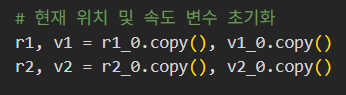 # 현재 위치 및 속도 변수 초기화
r1, v1 = r1_0.copy(), v1_0.copy()
r2, v2 = r2_0.copy(), v2_0.copy()